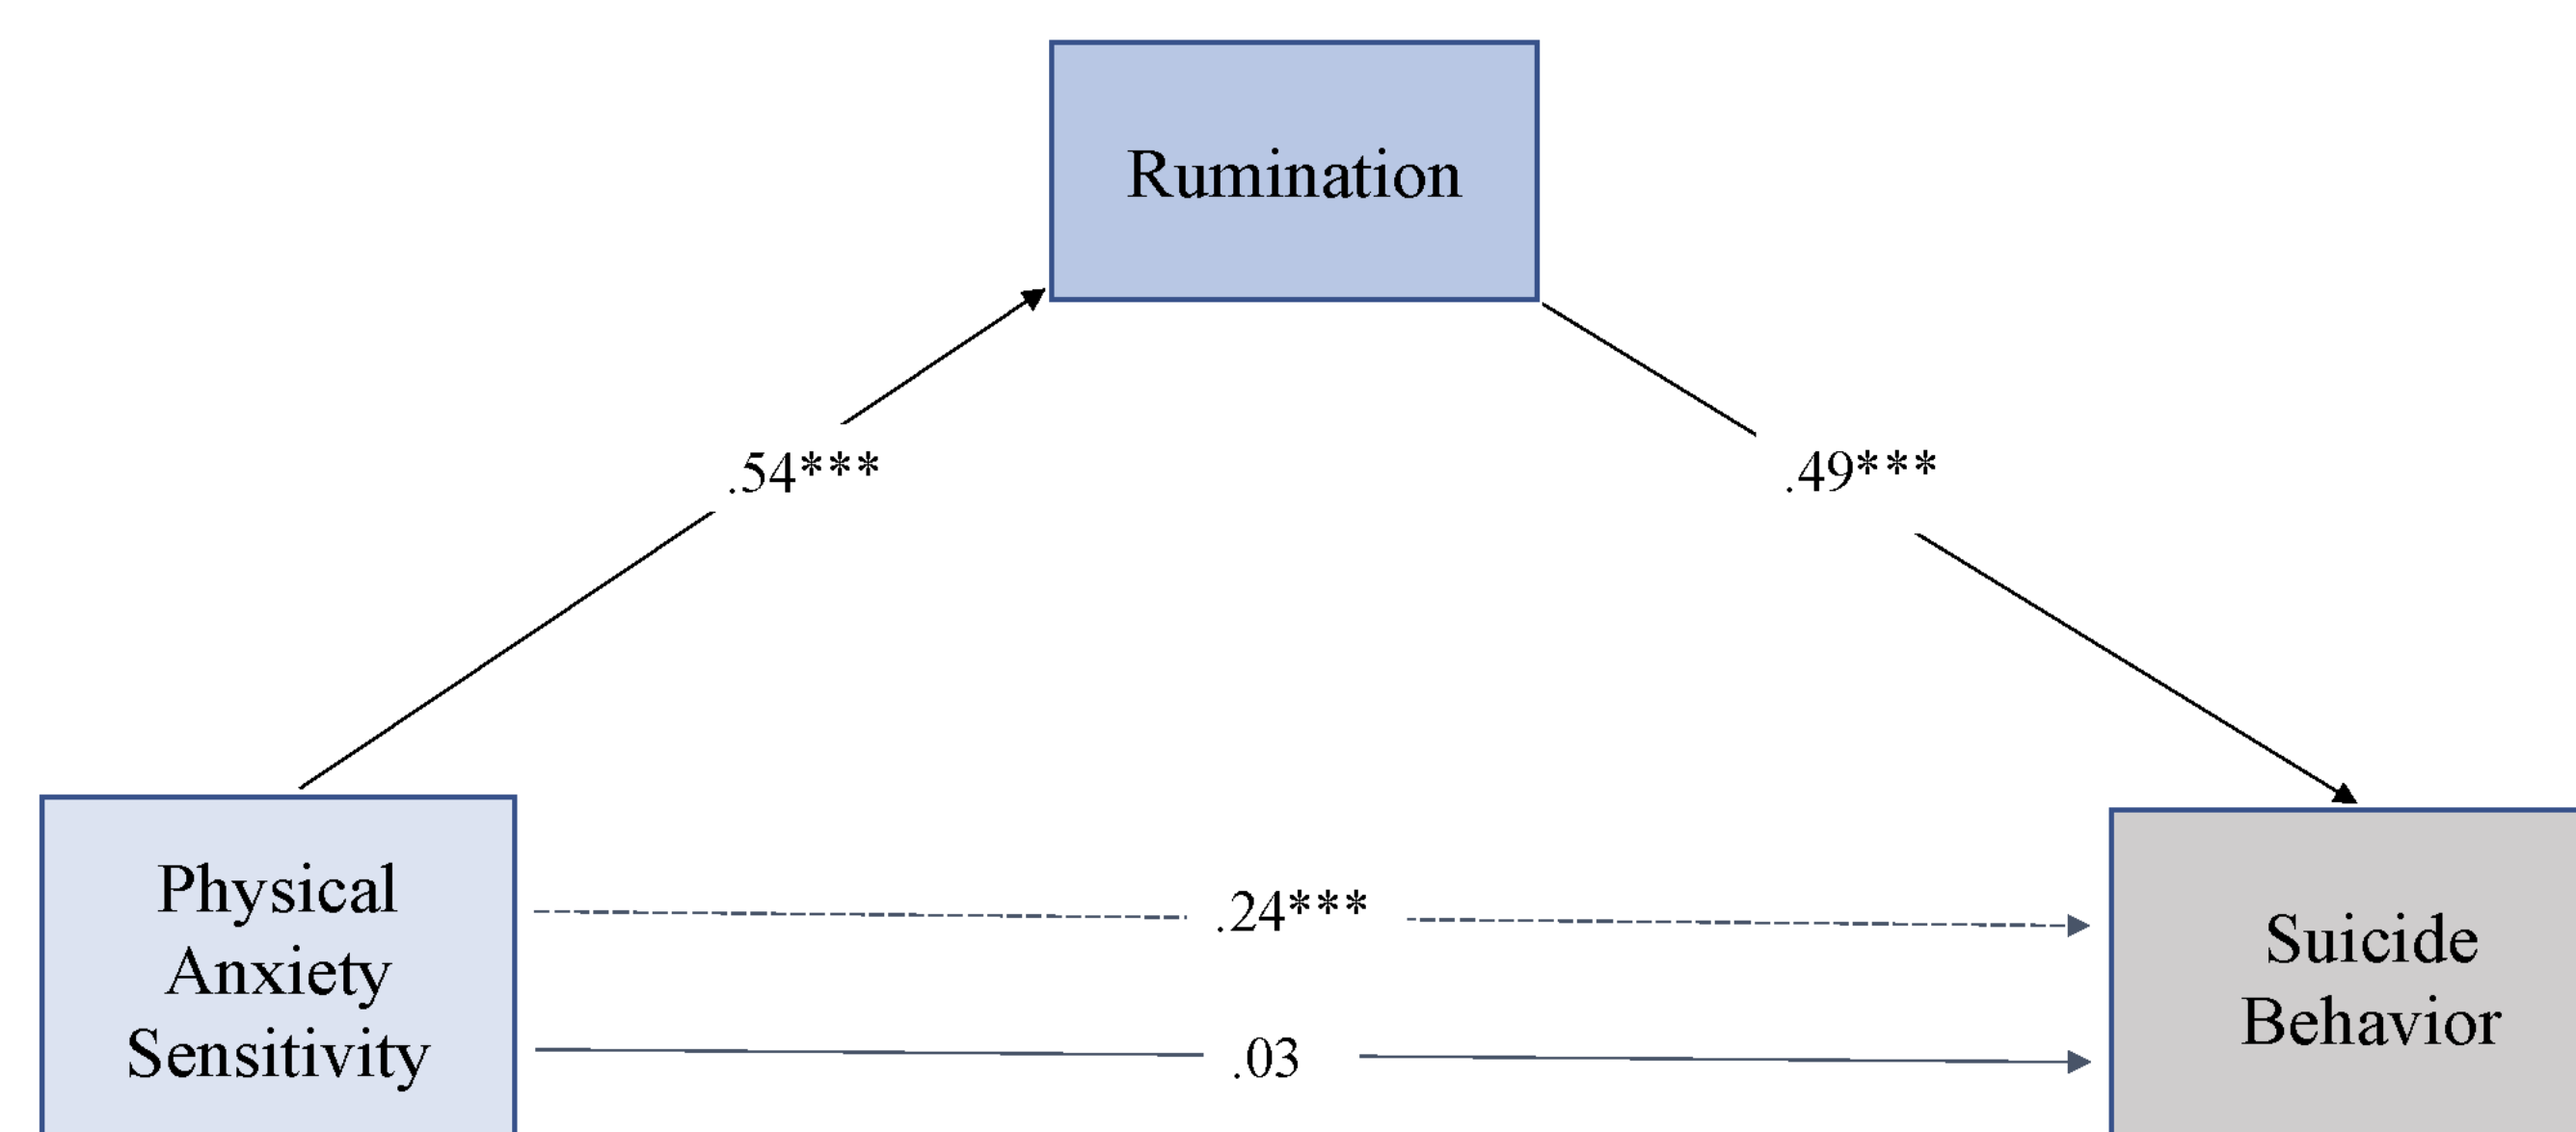 Rumination
.54***
.49***
Physical
Anxiety
Sensitivity
.24***
.03
Suicide
Behavior